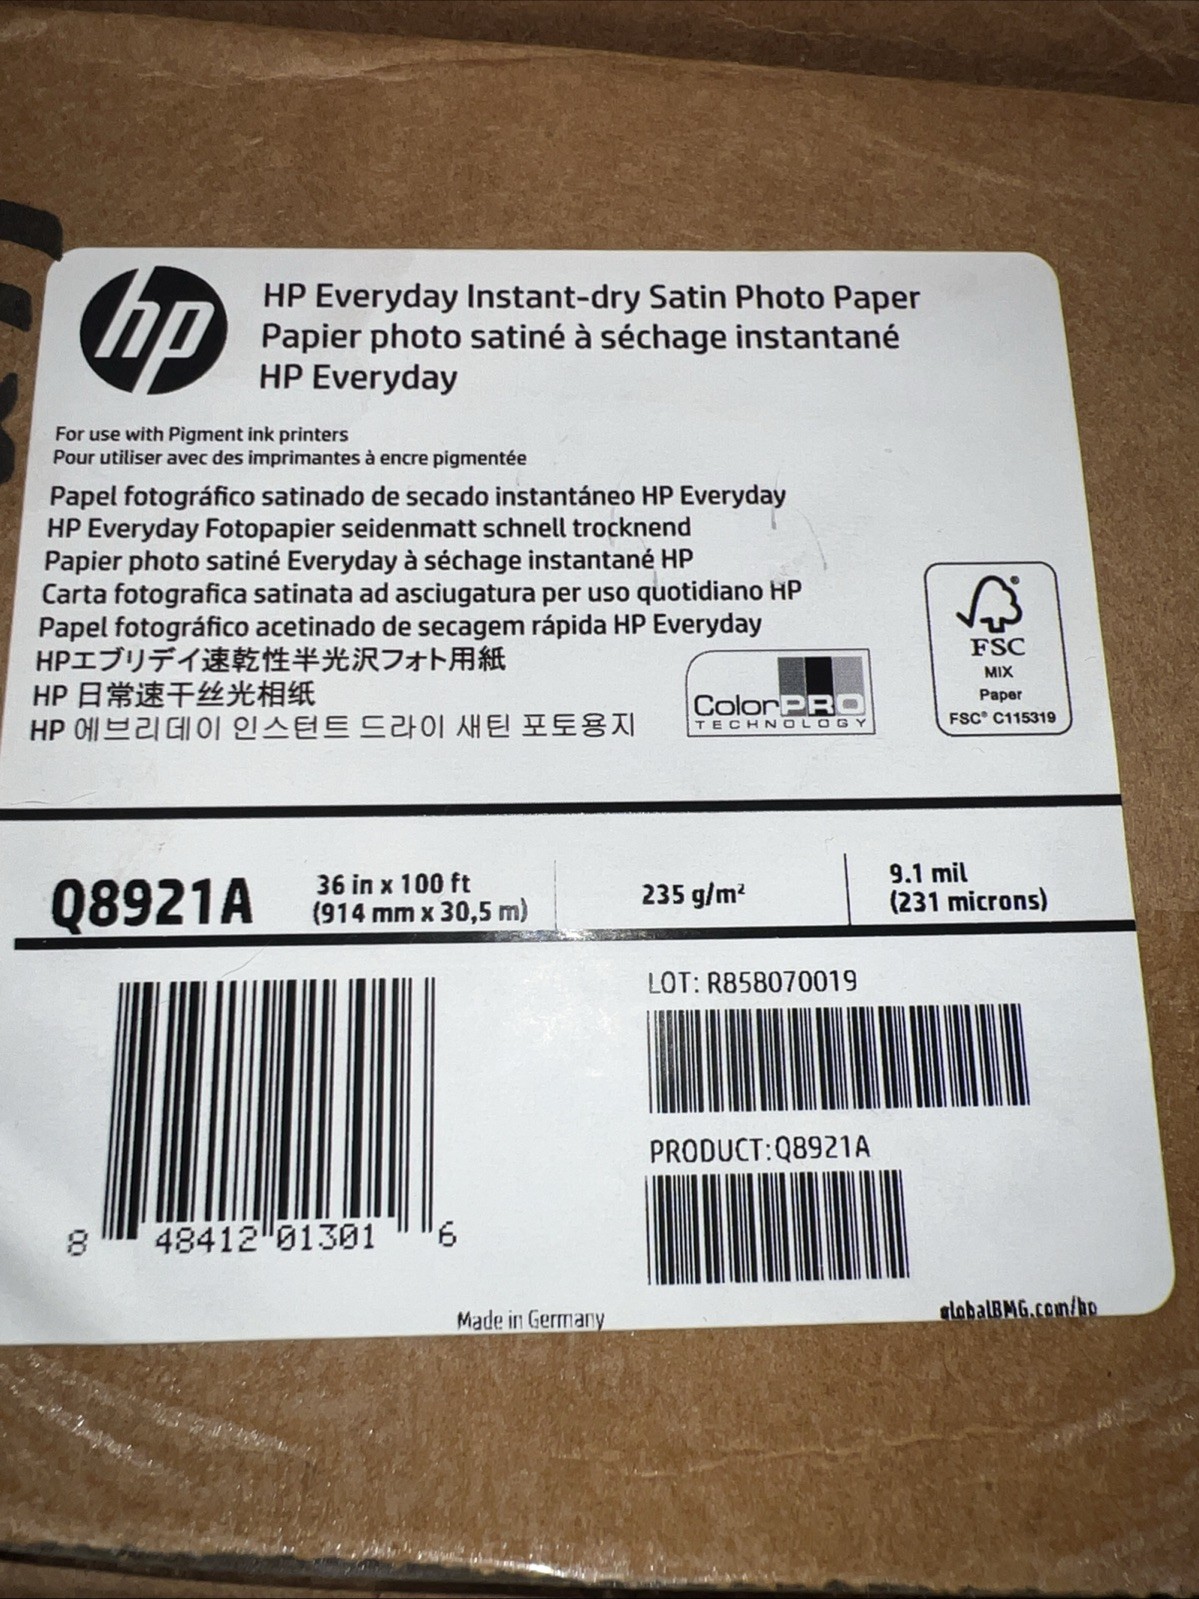 hp
HP Everyday Instant-dry Satin Photo Paper
Papier photo satiné à séchage instantané
HP Everyday
For use with Pigment ink printers
Pour utiliser avec des imprimantes à encre pigmentée
Papel fotográfico satinado de secado instantáneo HP Everyday
HP Everyday Fotopapier seidenmatt schnell trocknend
Papier photo satiné Everyday à séchage instantané HP
Carta fotografica satinata ad asciugatura per uso quotidiano HP
Papel fotográfico acetinado de secagem rápida HP Everyday
HPエブリデイ速乾性半光沢フォト用紙
HP 日常速干丝光相纸
HP 에브리데이 인스턴트 드라이 새틴 포토용지
ColorPRO
TECHNOLOGY
FSC
MIX
Paper
FSC® C115319
Q8921A
36 in x 100 ft
(914 mm x 30,5 m)
235 g/m²
9.1 mil
(231 microns)
LOT: R858070019
PRODUCT:Q8921A
8 48412 01301 6
Made in Germany
globalBMG.com/hp